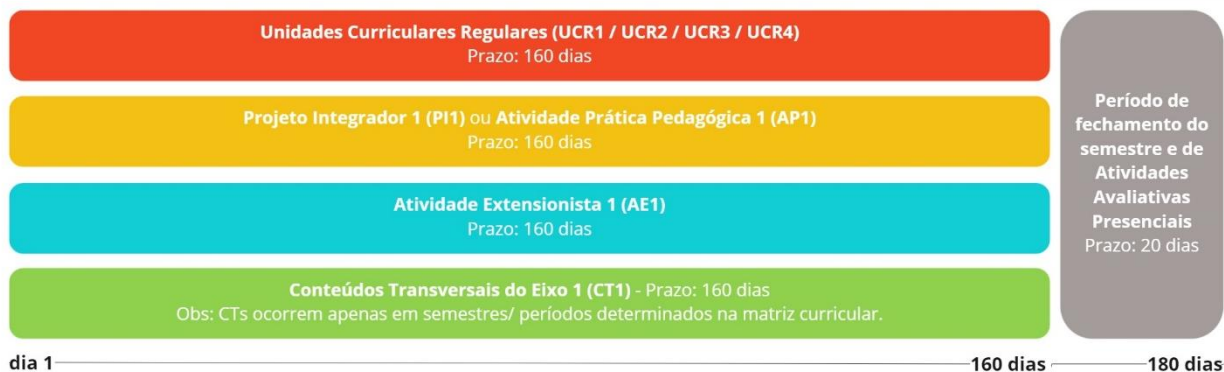 Unidades Curriculares Regulares (UCR1 / UCR2 / UCR3 / UCR4)
Prazo: 160 dias
Projeto Integrador 1 (PI1) ou Atividade Prática Pedagógica 1 (AP1)
Prazo: 160 dias
Atividade Extensionista 1 (AE1)
Prazo: 160 dias
Conteúdos Transversais do Eixo 1 (CT1) - Prazo: 160 dias
Obs: CTs ocorrem apenas em semestres/ períodos determinados na matriz curricular.
Período de
fechamento do
semestre e de
Atividades
Avaliativas
Presenciais
Prazo: 20 dias
dia 1
160 dias
180 dias